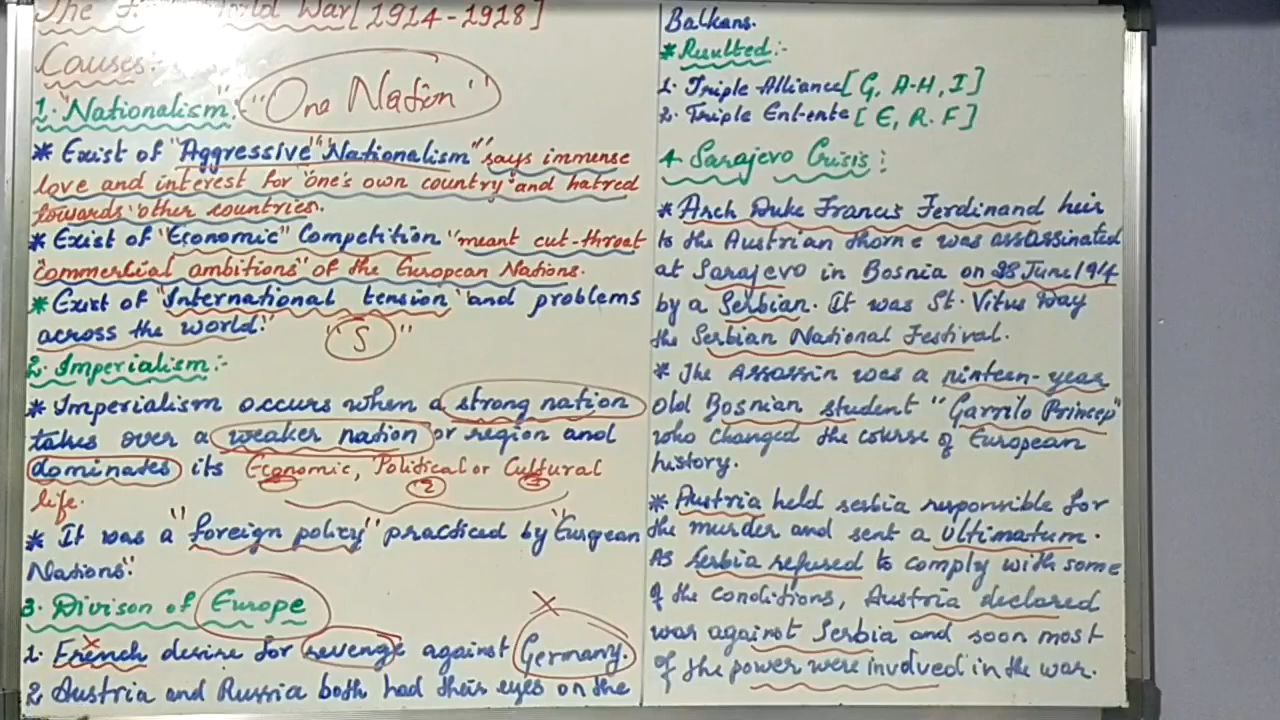 The First World War [1914-1918]
Causes:-
1. "Nationalism": "One Nation"
* Exist of "Aggressive" "Nationalism" "says immense
love and interest for "one's own country" and hatred
towards other countries.
* Exist of "Economic" Competition "meant cut-throat
commercial ambitions" of the European Nations.
* Exist of "International tension" and problems
across the world."
"S"
2. Imperialism:-
* Imperialism occurs when a strong nation
takes over a weaker nation or region and
dominates its Economic, Political or Cultural
2 3
life.
* It was a "foreign policy" practiced by "Eurpean
Nations".
3. Divison of Europe
1. French desire for revenge against Germany.
2 Austria and Russia both had their eyes on the
Balkans.
* Resulted:-
1. Triple Alliance [G, A-H, I]
2. Triple Entente [E, R. F]
4 Sarajevo Crisis:
* Arch Duke Francis Ferdinand heir
to the Austrian thorne was assassinated
at Sarajevo in Bosnia on 28 June 1914
by a Serbian. It was St. Vitus Day
the Serbian National Festival.
* The Assassin was a ninteen-year
old Bosnian student "Garrilo Princep"
who changed the course of European
history.
* Austria held serbia responsible for
the murder and sent a ultimatum.
As Serbia refused to comply with some
of the conditions, Austria declared
war against Serbia and soon most
of the power were involved in the war.